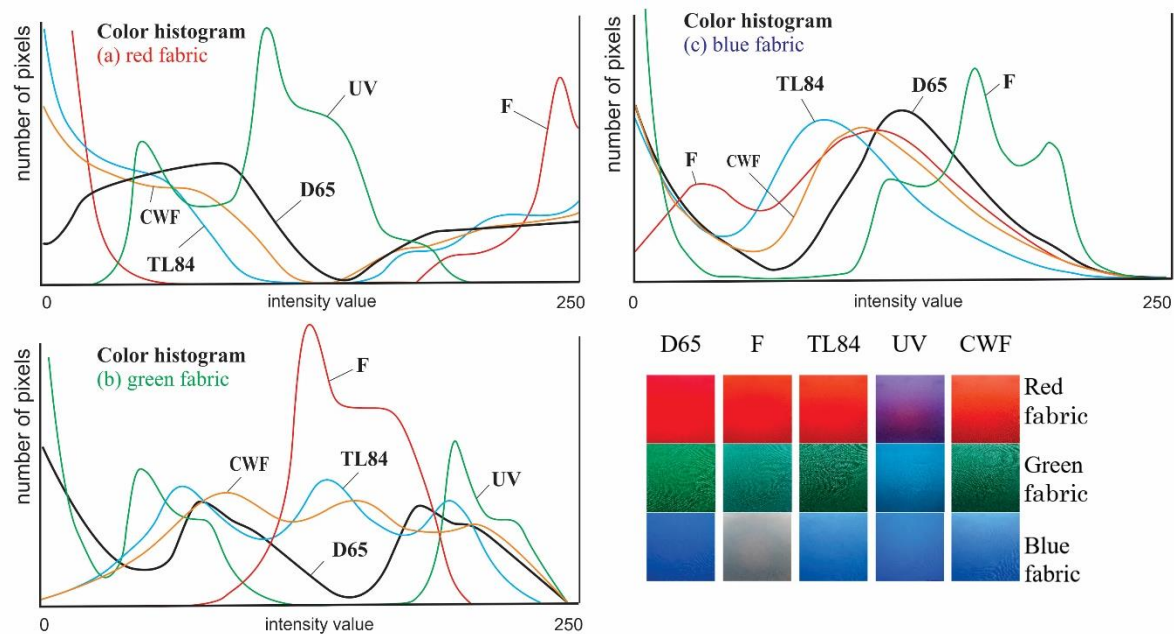 Color histogram
(a) red fabric
number of pixels
UV
F
D65
CWF
TL84
0
intensity value
250
Color histogram
(c) blue fabric
number of pixels
TL84
D65
F
F
CWF
0
intensity value
250
Color histogram
(b) green fabric
number of pixels
F
CWF
TL84
UV
D65
0
intensity value
250
D65 F TL84 UV CWF
Red
fabric
Green
fabric
Blue
fabric